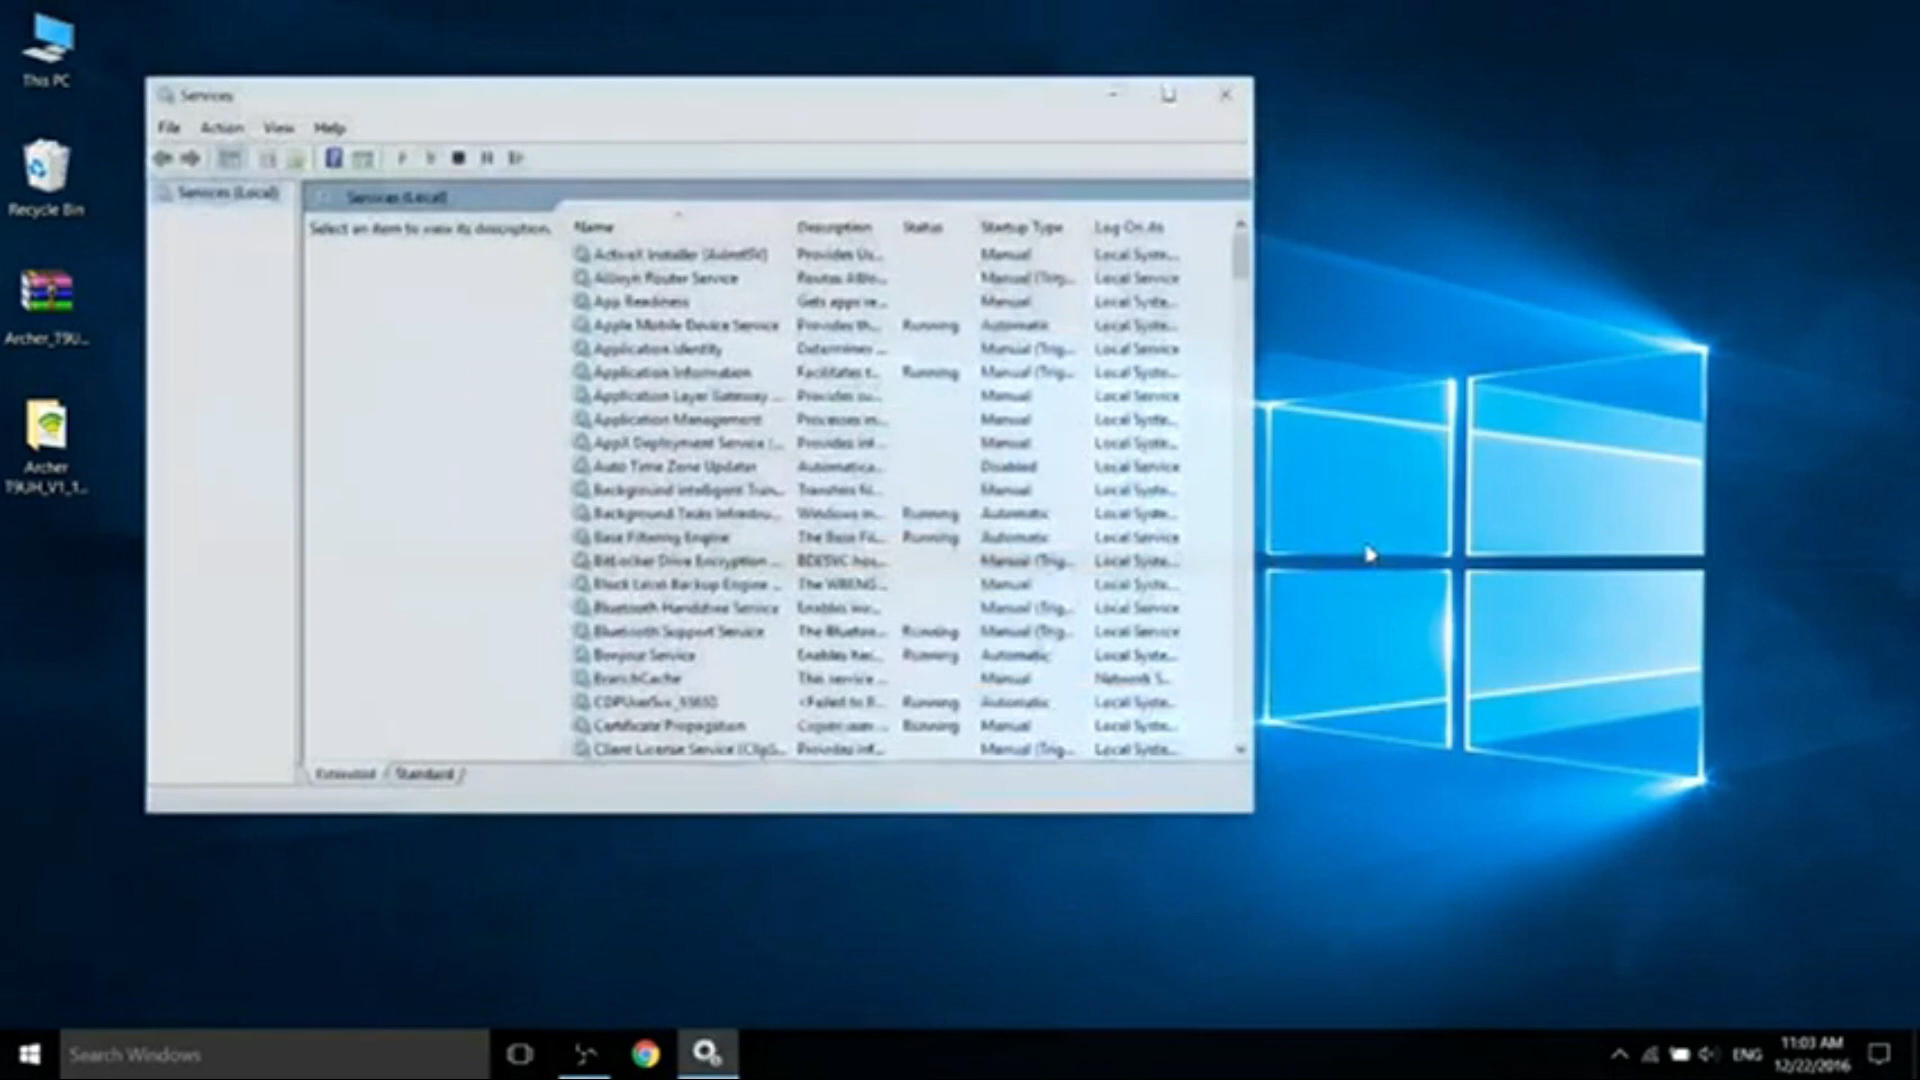 This PC
Recycle Bin
Archer_T9U...
Archer
T9UH_V1_1...
Services
File Action View Help
Services (Local)
Services (Local)
Select an item to view its description.
Name Description Status Startup Type Log On As
ActiveX Installer (AxInstSV) Provides Us... Manual Local Syste...
AllJoyn Router Service Routes AllJo... Manual (Trig... Local Service
App Readiness Gets apps re... Manual Local Syste...
Apple Mobile Device Service Provides th... Running Automatic Local Syste...
Application Identity Determines ... Manual (Trig... Local Service
Application Information Facilitates t... Running Manual (Trig... Local Syste...
Application Layer Gateway ... Provides su... Manual Local Service
Application Management Processes in... Manual Local Syste...
AppX Deployment Service (... Provides inf... Manual Local Syste...
Auto Time Zone Updater Automatica... Disabled Local Service
Background Intelligent Tran... Transfers fil... Manual Local Syste...
Background Tasks Infrastru... Windows in... Running Automatic Local Syste...
Base Filtering Engine The Base Fil... Running Automatic Local Service
BitLocker Drive Encryption ... BDESVC hos... Manual (Trig... Local Syste...
Block Level Backup Engine ... The WBENG... Manual Local Syste...
Bluetooth Handsfree Service Enables wir... Manual (Trig... Local Service
Bluetooth Support Service The Bluetoo... Running Manual (Trig... Local Service
Bonjour Service Enables har... Running Automatic Local Syste...
BranchCache This service ... Manual Network S...
<Failed to R... Running Automatic Local Syste...
Certificate Propagation Copies user ... Running Manual Local Syste...
Client License Service (ClipS... Provides inf... Manual (Trig... Local Syste...
Extended Standard
Search Windows
ENG
11:03 AM
12/22/2016